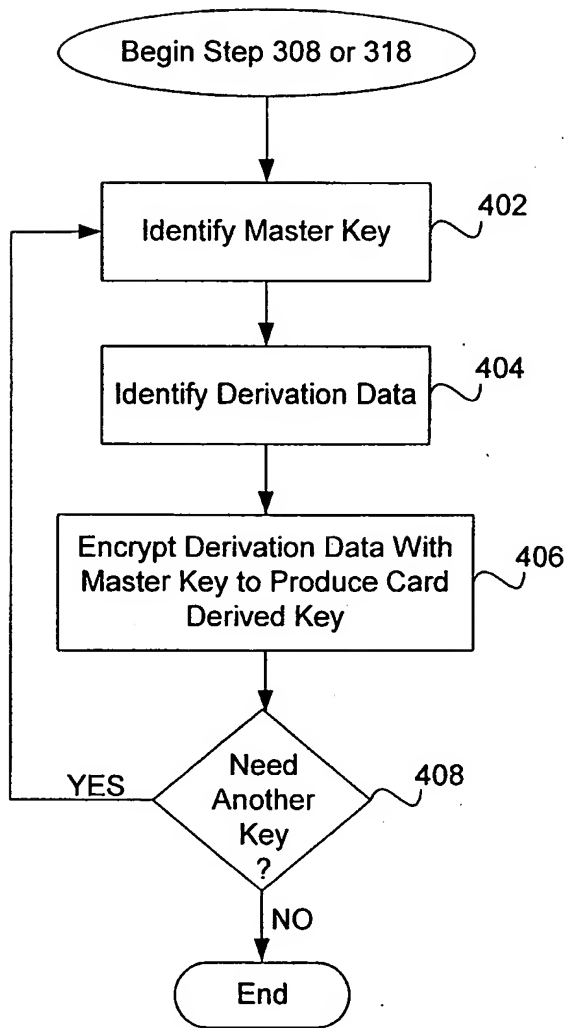 Begin Step 308 or 318
Identify Master Key
402
Identify Derivation Data
404
Encrypt Derivation Data With
Master Key to Produce Card
Derived Key
406
Need
Another
Key
?
408
YES
NO
End